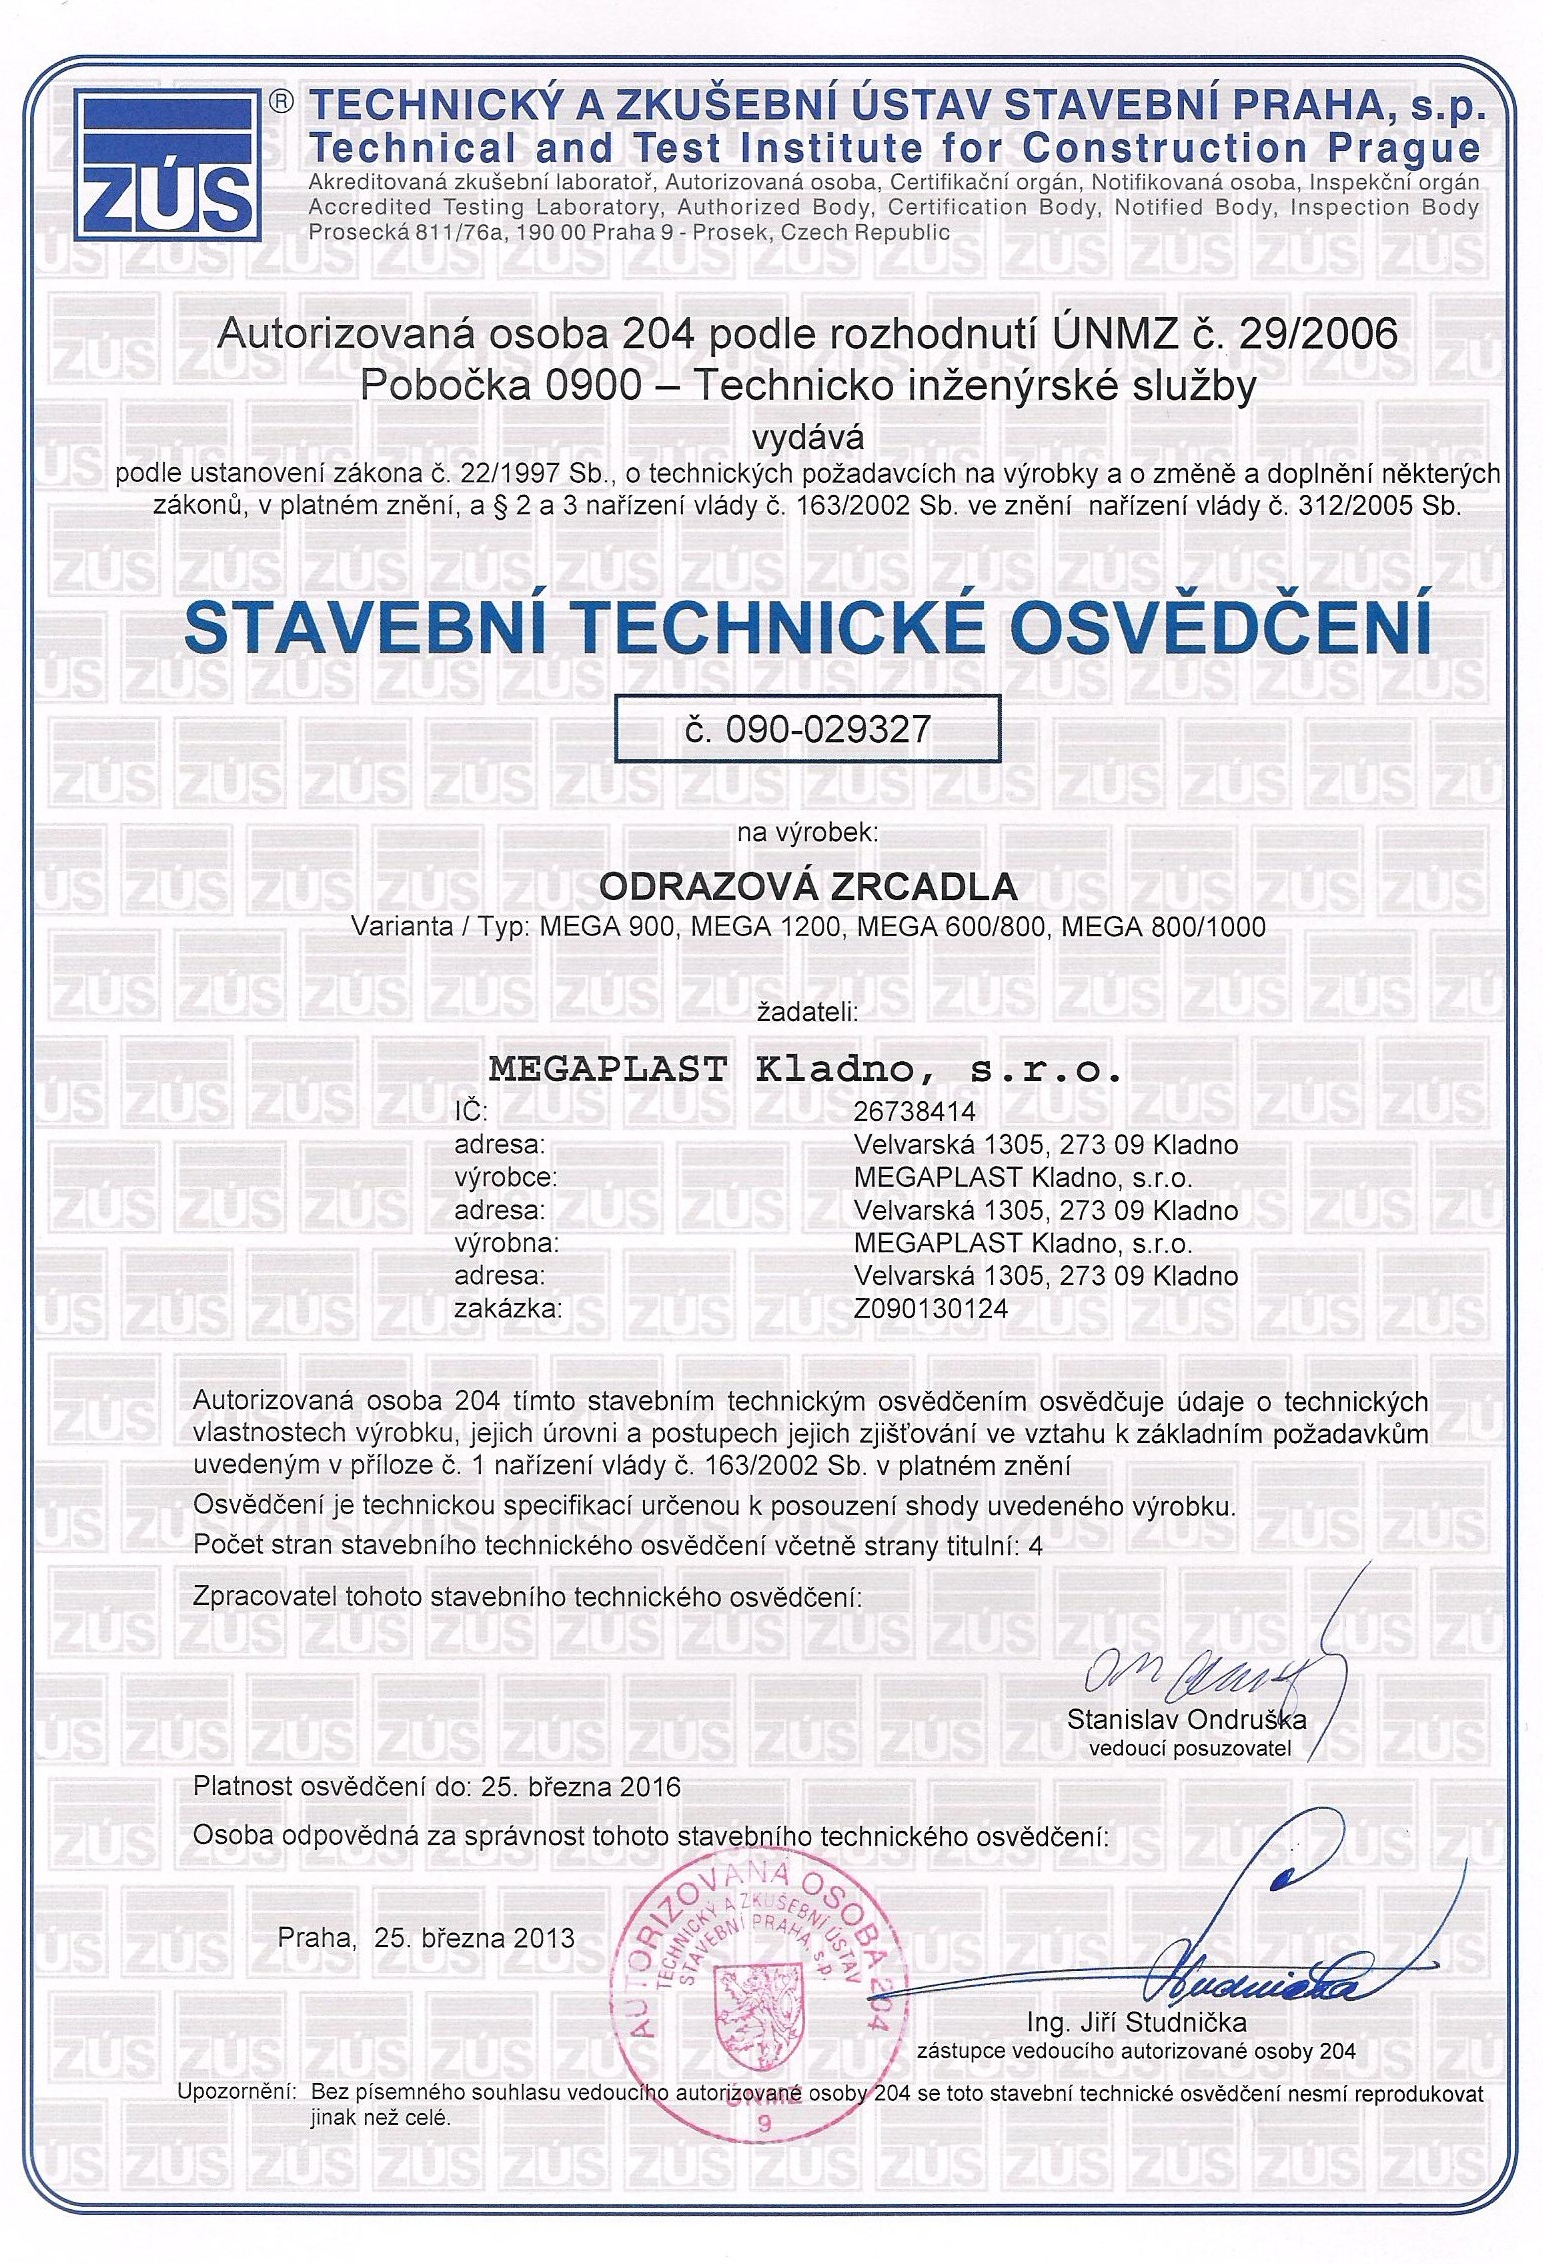 ZÚS ®
TECHNICKÝ A ZKUŠEBNÍ ÚSTAV STAVEBNÍ PRAHA, s.p.
Technical and Test Institute for Construction Prague
Akreditovaná zkušební laboratoř, Autorizovaná osoba, Certifikační orgán, Notifikovaná osoba, Inspekční orgán
Accredited Testing Laboratory, Authorized Body, Certification Body, Notified Body, Inspection Body
Prosecká 811/76a, 190 00 Praha 9 - Prosek, Czech Republic
Autorizovaná osoba 204 podle rozhodnutí ÚNMZ č. 29/2006
Pobočka 0900 – Technicko inženýrské služby
vydává
podle ustanovení zákona č. 22/1997 Sb., o technických požadavcích na výrobky a o změně a doplnění některých
zákonů, v platném znění, a § 2 a 3 nařízení vlády č. 163/2002 Sb. ve znění nařízení vlády č. 312/2005 Sb.
STAVEBNÍ TECHNICKÉ OSVĚDČENÍ
č. 090-029327
na výrobek:
ODRAZOVÁ ZRCADLA
Varianta / Typ: MEGA 900, MEGA 1200, MEGA 600/800, MEGA 800/1000
žadateli:
MEGAPLAST Kladno, s.r.o.
IČ: 26738414
adresa: Velvarská 1305, 273 09 Kladno
výrobce: MEGAPLAST Kladno, s.r.o.
adresa: Velvarská 1305, 273 09 Kladno
výrobna: MEGAPLAST Kladno, s.r.o.
adresa: Velvarská 1305, 273 09 Kladno
zakázka: Z090130124
Autorizovaná osoba 204 tímto stavebním technickým osvědčením osvědčuje údaje o technických
vlastnostech výrobku, jejich úrovni a postupech jejich zjišťování ve vztahu k základním požadavkům
uvedeným v příloze č. 1 nařízení vlády č. 163/2002 Sb. v platném znění
Osvědčení je technickou specifikací určenou k posouzení shody uvedeného výrobku.
Počet stran stavebního technického osvědčení včetně strany titulní: 4
Zpracovatel tohoto stavebního technického osvědčení:
Stanislav Ondruška
vedoucí posuzovatel
Platnost osvědčení do: 25. března 2016
Osoba odpovědná za správnost tohoto stavebního technického osvědčení:
AUTORIZOVANÁ OSOBA 204
TECHNICKÝ A ZKUŠEBNÍ ÚSTAV
STAVEBNÍ PRAHA, s.p.
Praha, 25. března 2013
Studnička
Ing. Jiří Studnička
zástupce vedoucího autorizované osoby 204
Upozornění: Bez písemného souhlasu vedoucího autorizované osoby 204 se toto stavební technické osvědčení nesmí reprodukovat
jinak než celé.
ÚNMZ
9